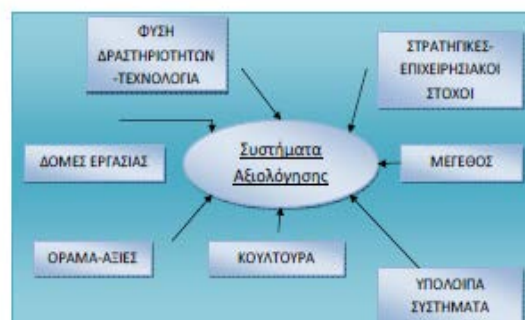 ΦΥΣΗ
ΔΡΑΣΤΗΡΙΟΤΗΤΩΝ
-ΤΕΧΝΟΛΟΓΙΑ
ΣΤΡΑΤΗΓΙΚΕΣ-
ΕΠΙΧΕΙΡΗΣΙΑΚΟΙ
ΣΤΟΧΟΙ
ΔΟΜΕΣ ΕΡΓΑΣΙΑΣ
Συστήματα
Αξιολόγησης
ΜΕΓΕΘΟΣ
ΟΡΑΜΑ-ΑΞΙΕΣ
ΚΟΥΛΤΟΥΡΑ
ΥΠΟΛΟΙΠΑ
ΣΥΣΤΗΜΑΤΑ